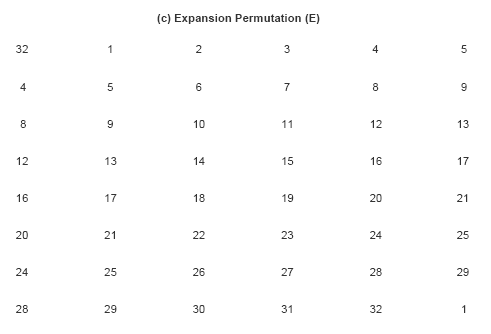 (c) Expansion Permutation (E)
32 1 2 3 4 5
4 5 6 7 8 9
8 9 10 11 12 13
12 13 14 15 16 17
16 17 18 19 20 21
20 21 22 23 24 25
24 25 26 27 28 29
28 29 30 31 32 1